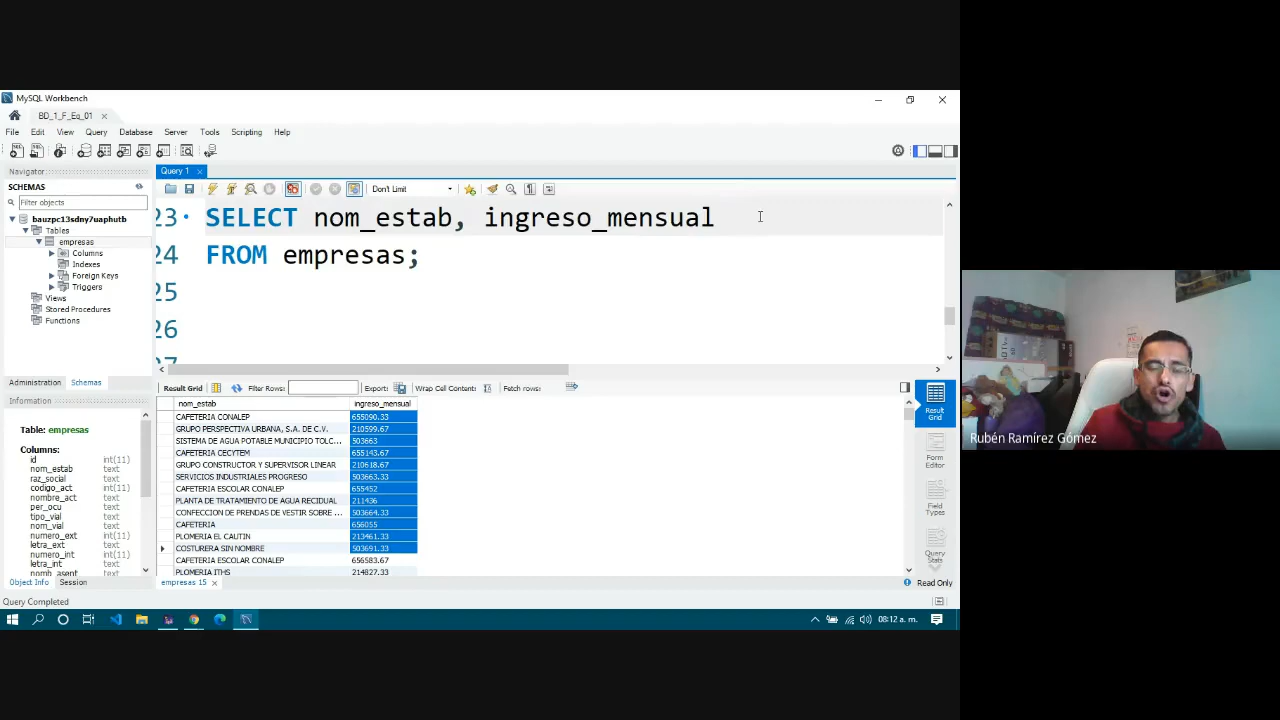 MySQL Workbench
BD_1_F_Eq_01
File Edit View Query Database Server Tools Scripting Help
Navigator
SCHEMAS
Filter objects
bauzpc13sdny7uaphutb
Tables
empresas
Columns
Indexes
Foreign Keys
Triggers
Views
Stored Procedures
Functions
Administration Schemas
Information
Table: empresas
Columns:
id int(11)
nom_estab text
raz_social text
codigo_act int(11)
nombre_act text
per_ocu text
tipo_vial text
nom_vial text
numero_ext int(11)
letra_ext text
numero_int int(11)
letra_int text
nomb_asent text
Object Info Session
Query 1
Don't Limit
23 SELECT nom_estab, ingreso_mensual
24 FROM empresas;
25
26
27
Result Grid Filter Rows: Export: Wrap Cell Content: Fetch rows:
nom_estab ingreso_mensual
CAFETERIA CONALEP 655090.33
GRUPO PERSPECTIVA URBANA, S.A. DE C.V. 210599.67
SISTEMA DE AGUA POTABLE MUNICIPIO TOLC... 503663
CAFETERIA CECYTEM 655143.67
GRUPO CONSTRUCTOR Y SUPERVISOR LINEAR 210618.67
SERVICIOS INDUSTRIALES PROGRESO 503663.33
CAFETERIA ESCOLAR CONALEP 655452
PLANTA DE TRATAMIENTO DE AGUA RECIDUAL 211436
CONFECCION DE PRENDAS DE VESTIR SOBRE ... 503664.33
CAFETERIA 656055
PLOMERIA EL CAUTIN 213461.33
COSTURERA SIN NOMBRE 503691.33
CAFETERIA ESCOLAR CONALEP 656583.67
PLOMERIA ITHS 214827.33
Result Grid
Form Editor
Field Types
Query Stats
empresas 15
Read Only
Query Completed
08:12 a. m.
Rubén Ramírez Gómez